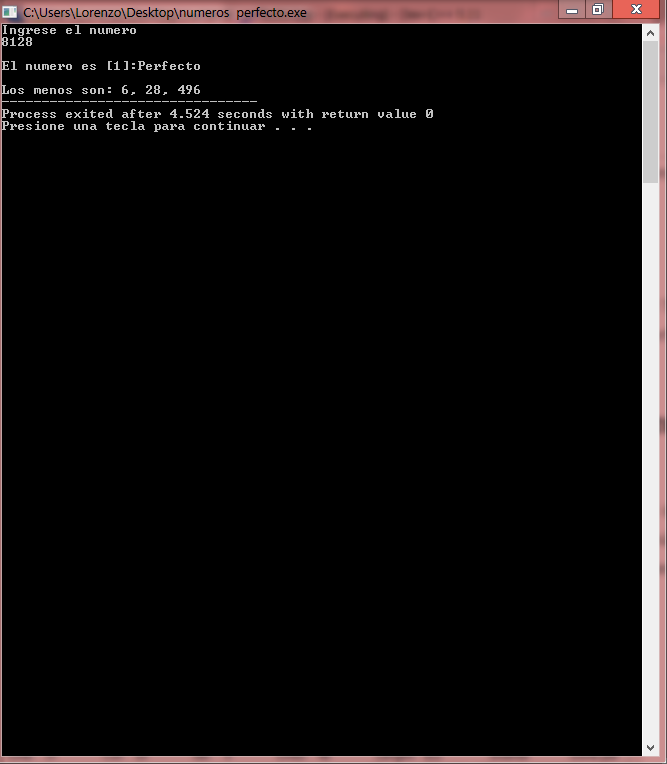 C:\Users\Lorenzo\Desktop\numeros  perfecto.exe
Ingrese el numero
8128
El numero es [1]:Perfecto
Los menos son: 6, 28, 496
--------------------------------
Process exited after 4.524 seconds with return value 0
Presione una tecla para continuar . . .